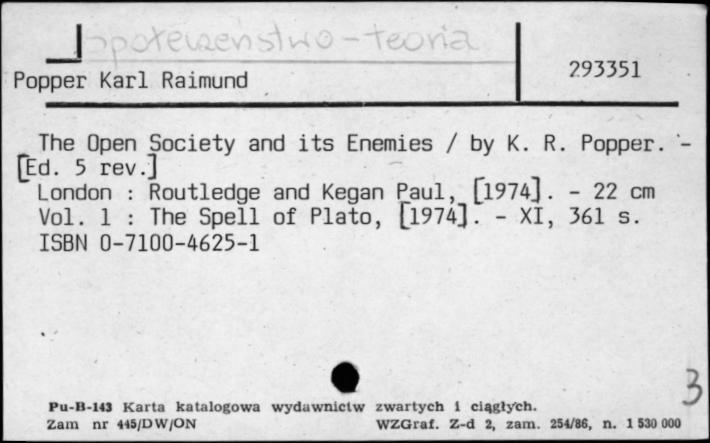 społeczeństwo - teoria
293351
Popper Karl Raimund
The Open Society and its Enemies / by K. R. Popper. -
[Ed. 5 rev.]
London : Routledge and Kegan Paul, [1974]. - 22 cm
Vol. 1 : The Spell of Plato, [1974]. - XI, 361 s.
ISBN 0-7100-4625-1
3
Pu-B-143 Karta katalogowa wydawnictw zwartych i ciągłych.
Zam nr 445/DW/ON WZGraf. Z-d 2, zam. 254/86, n. 1 530 000